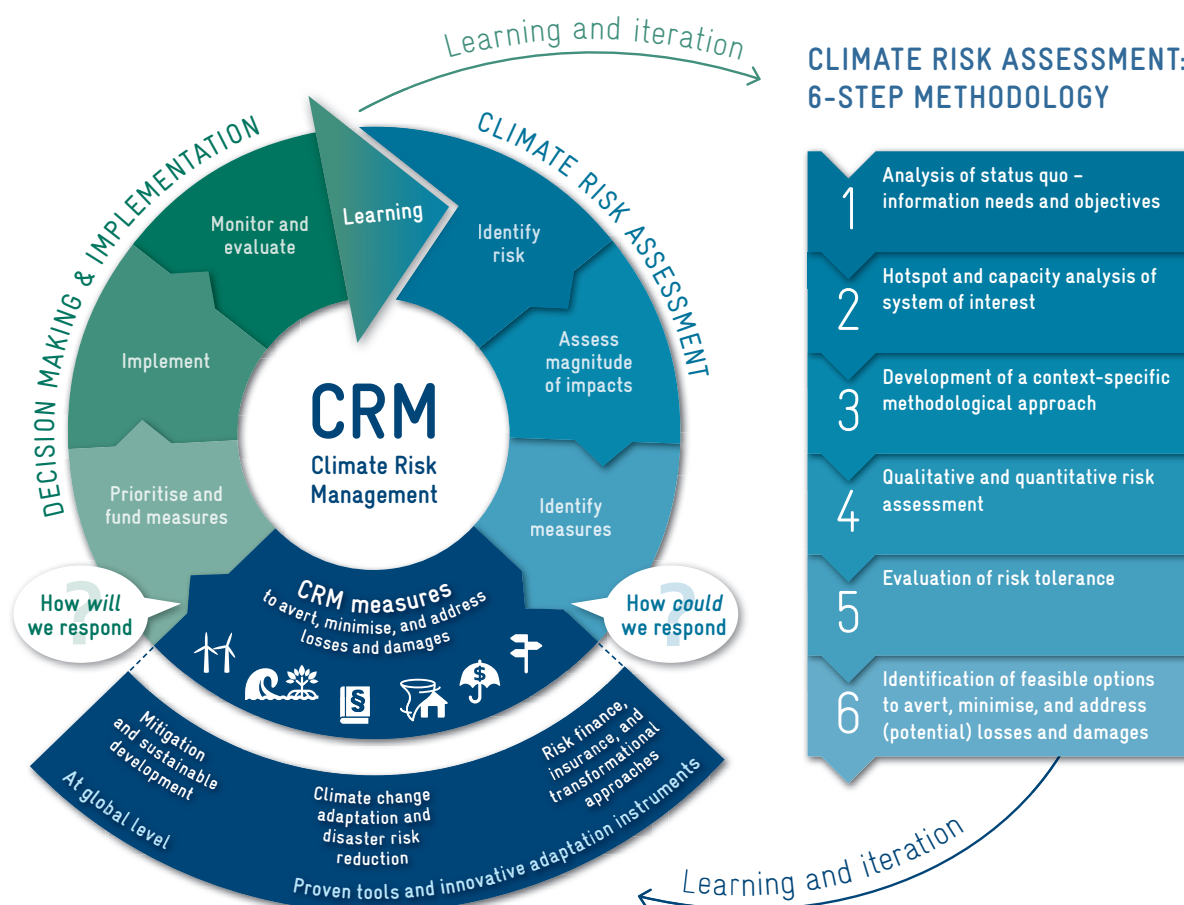 Learning and iteration
DECISION MAKING & IMPLEMENTATION
CLIMATE RISK ASSESSMENT
Learning
Identify
risk
Assess
magnitude
of impacts
Identify
measures
How could
we respond
?
CRM measures
to avert, minimise, and address
losses and damages
§
$
How will
we respond
?
Prioritise and
fund measures
Implement
Monitor and
evaluate
CRM
Climate Risk
Management
Mitigation
and sustainable
development
Climate change
adaptation and
disaster risk
reduction
Risk finance,
insurance, and
transformational
approaches
At global level
Proven tools and innovative adaptation instruments
CLIMATE RISK ASSESSMENT:
6-STEP METHODOLOGY
1
Analysis of status quo –
information needs and objectives
2
Hotspot and capacity analysis of
system of interest
3
Development of a context-specific
methodological approach
4
Qualitative and quantitative risk
assessment
5
Evaluation of risk tolerance
6
Identification of feasible options
to avert, minimise, and address
(potential) losses and damages
Learning and iteration